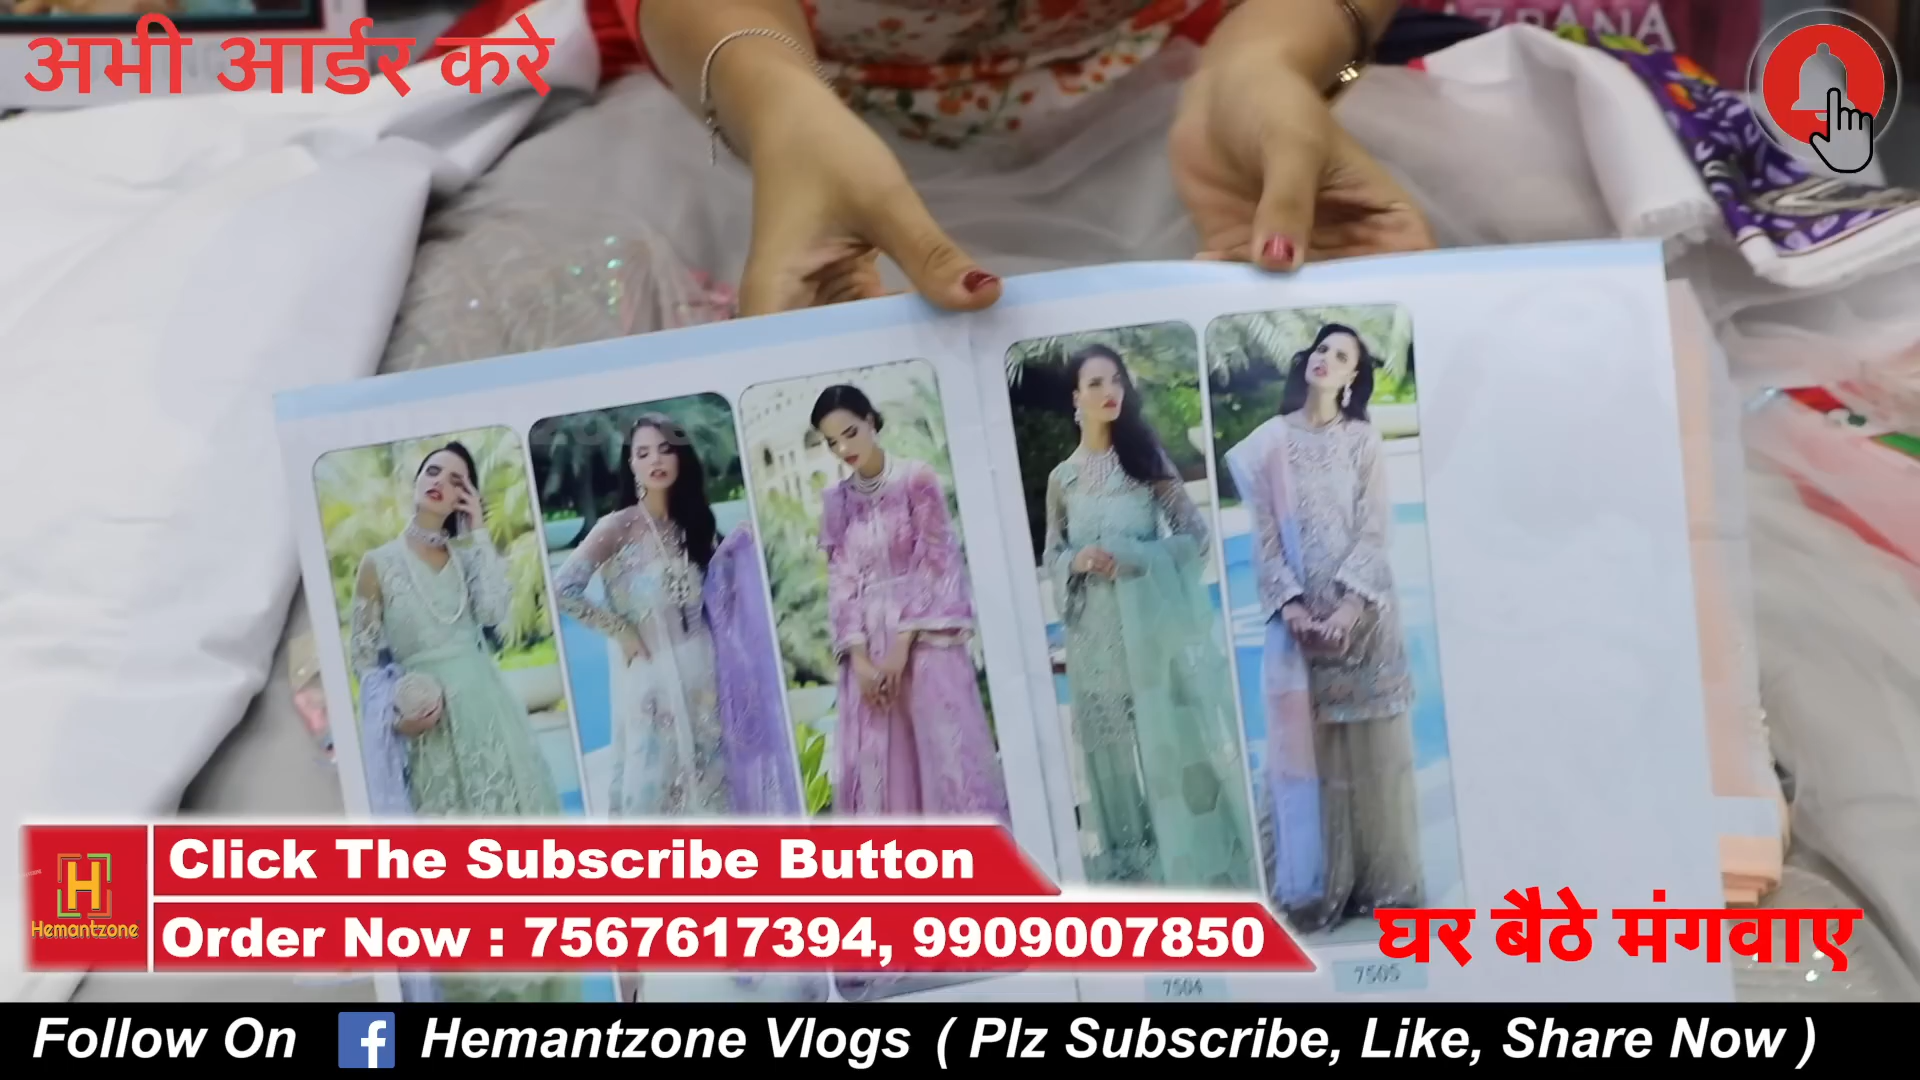 अभी आर्डर करे
Click The Subscribe Button
Order Now : 7567617394, 9909007850
Hemantzone
घर बैठे मंगवाए
7504
7505
Follow On f Hemantzone Vlogs ( Plz Subscribe, Like, Share Now )